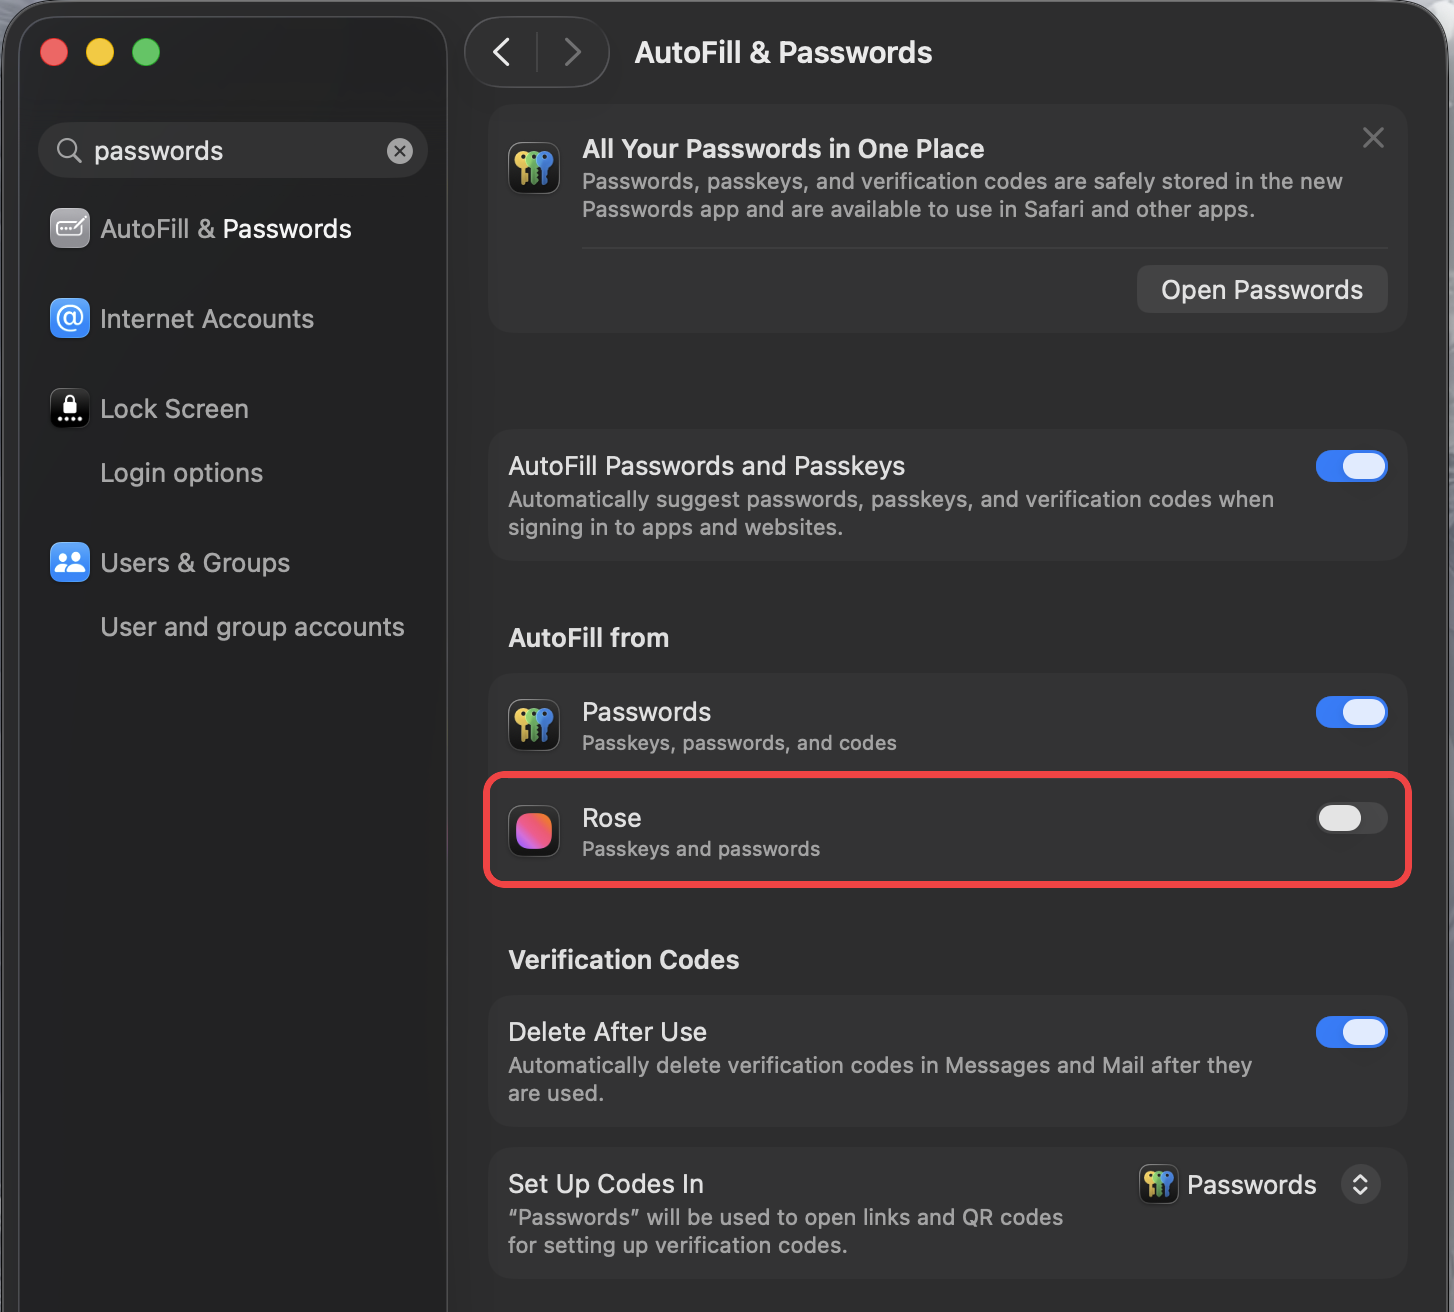 AutoFill & Passwords
passwords
AutoFill & Passwords
Internet Accounts
Lock Screen
Login options
Users & Groups
User and group accounts
All Your Passwords in One Place
Passwords, passkeys, and verification codes are safely stored in the new
Passwords app and are available to use in Safari and other apps.
Open Passwords
AutoFill Passwords and Passkeys
Automatically suggest passwords, passkeys, and verification codes when
signing in to apps and websites.
AutoFill from
Passwords
Passkeys, passwords, and codes
Rose
Passkeys and passwords
Verification Codes
Delete After Use
Automatically delete verification codes in Messages and Mail after they
are used.
Set Up Codes In
Passwords
“Passwords” will be used to open links and QR codes
for setting up verification codes.